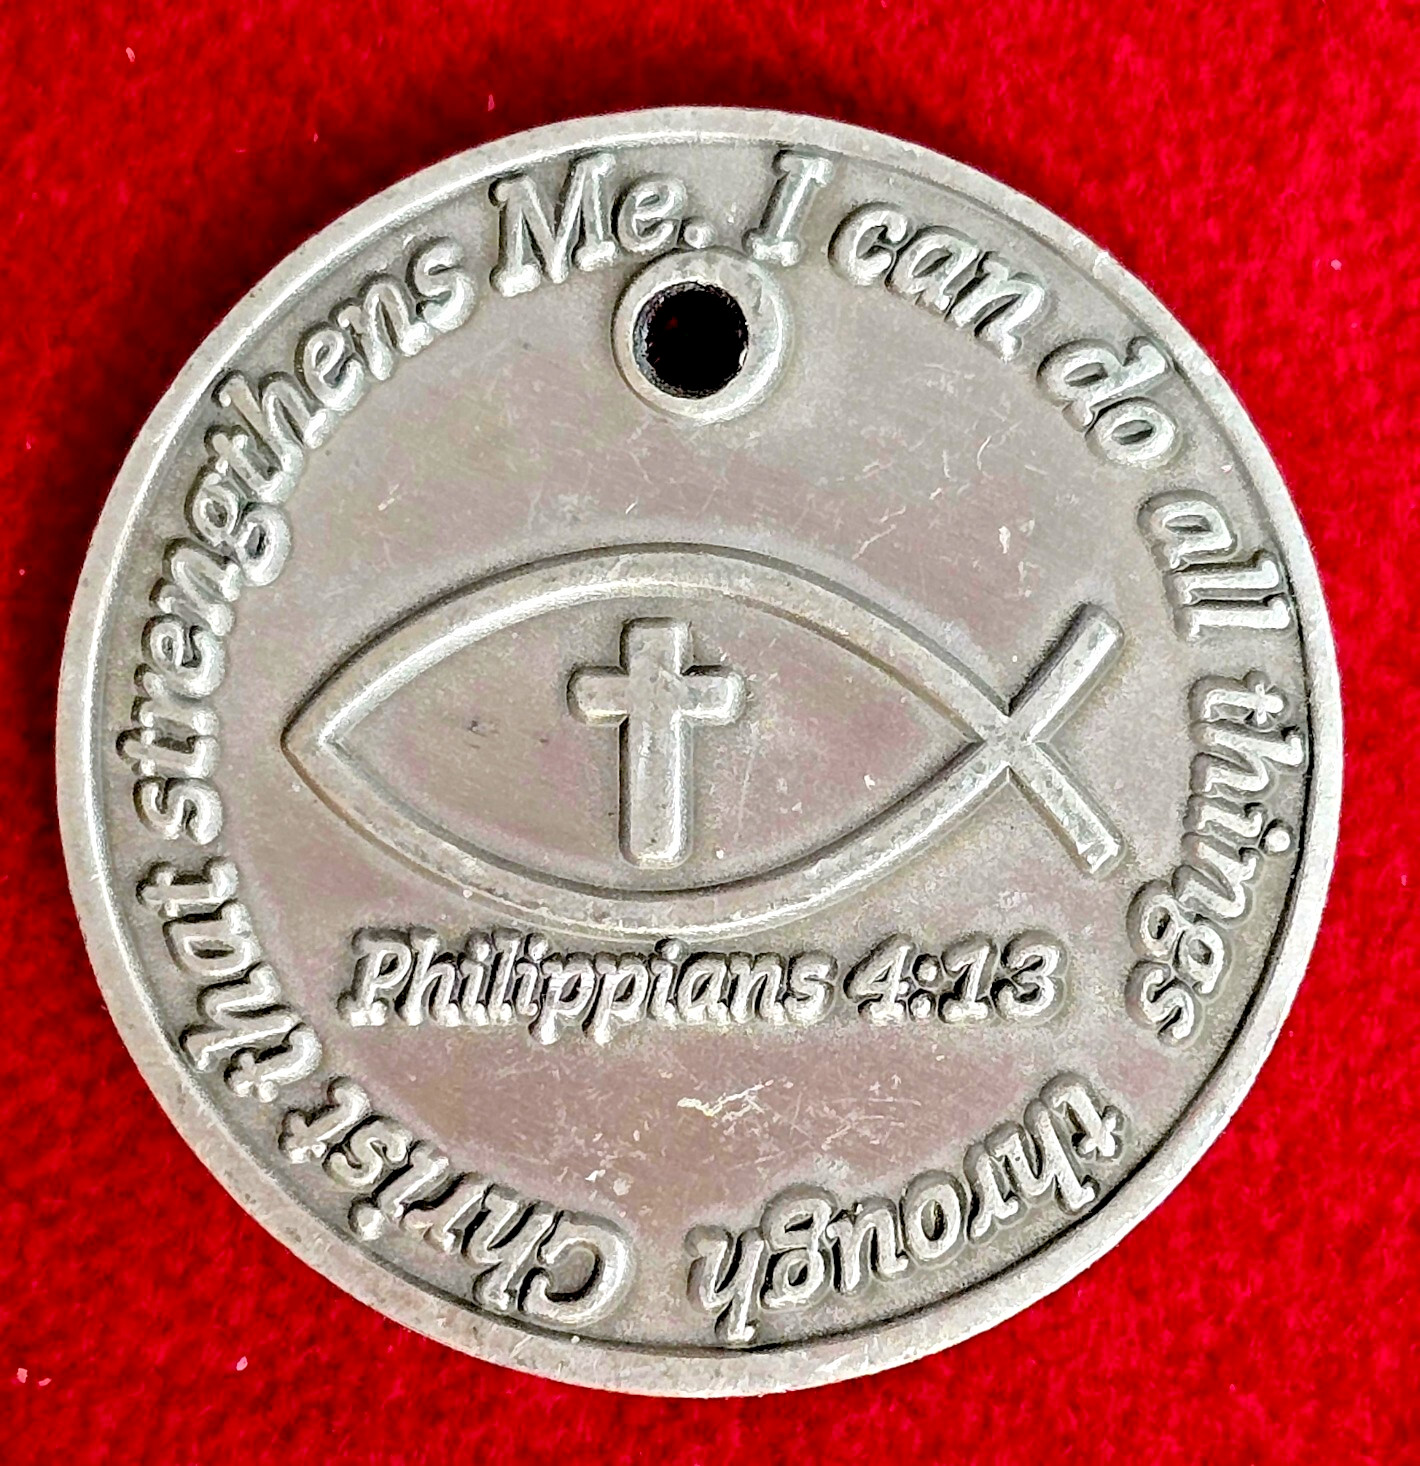 I can do all things through Christ that strengthens Me.
Philippians 4:13